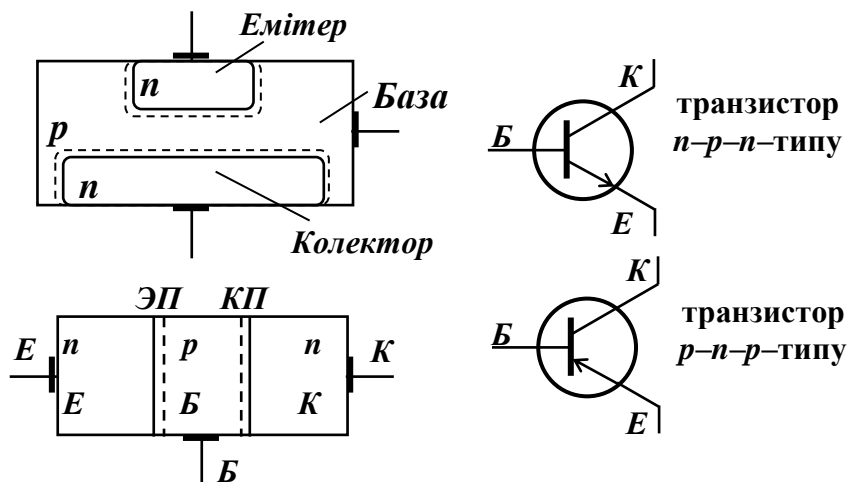 Емітер
n
База
p
n
Колектор
К
Б
Е
транзистор
n–p–n–типу
ЭП КП
Е n p n К
Е Б К
Б
К
Б
Е
транзистор
p–n–p–типу